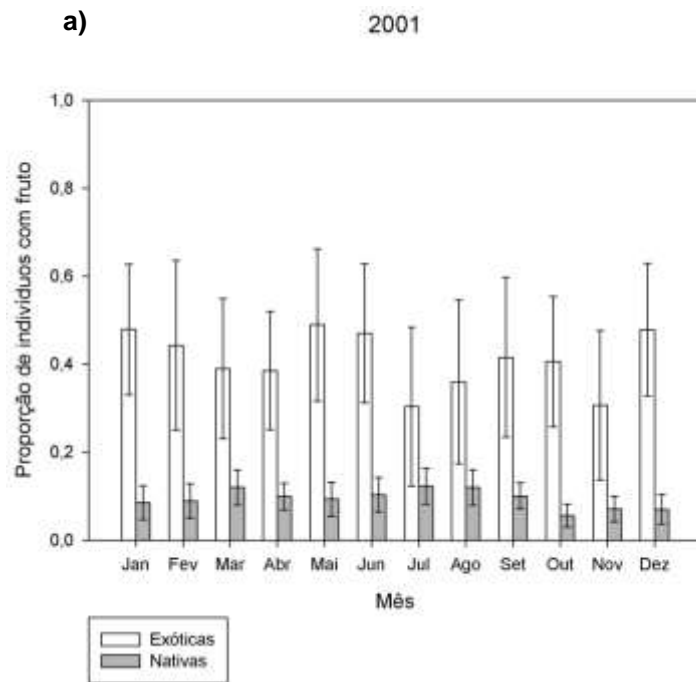 a)
2001
Proporção de indivíduos com fruto
1,0
0,8
0,6
0,4
0,2
0,0
Jan Fev Mar Abr Mai Jun Jul Ago Set Out Nov Dez
Mês
Exóticas
Nativas